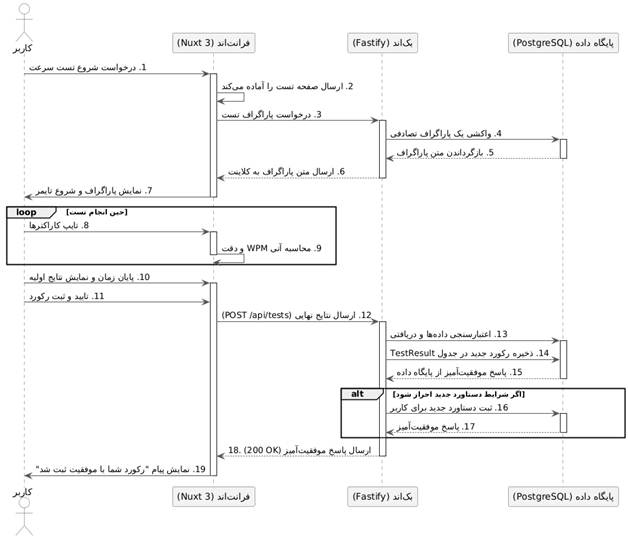 کاربر
فرانت‌اند (Nuxt 3)
بک‌اند (Fastify)
پایگاه داده (PostgreSQL)
1. درخواست شروع تست سرعت
2. ارسال صفحه تست را آماده می‌کند
3. درخواست پاراگراف تست
4. واکشی یک پاراگراف تصادفی
5. بازگرداندن متن پاراگراف
6. ارسال متن پاراگراف به کلاینت
7. نمایش پاراگراف و شروع تایمر
loop [حین انجام تست]
8. تایپ کاراکترها
9. محاسبه آنی WPM و دقت
10. پایان زمان و نمایش نتایج اولیه
11. تایید و ثبت رکورد
12. ارسال نتایج نهایی (POST /api/tests)
13. اعتبارسنجی داده‌ها و دریافتی
14. ذخیره رکورد جدید در جدول TestResult
15. پاسخ موفقیت‌آمیز از پایگاه داده
alt [اگر شرایط دستاورد جدید احراز شود]
16. ثبت دستاورد جدید برای کاربر
17. پاسخ موفقیت‌آمیز
18. ارسال پاسخ موفقیت‌آمیز (200 OK)
19. نمایش پیام "رکورد شما با موفقیت ثبت شد"
کاربر
فرانت‌اند (Nuxt 3)
بک‌اند (Fastify)
پایگاه داده (PostgreSQL)